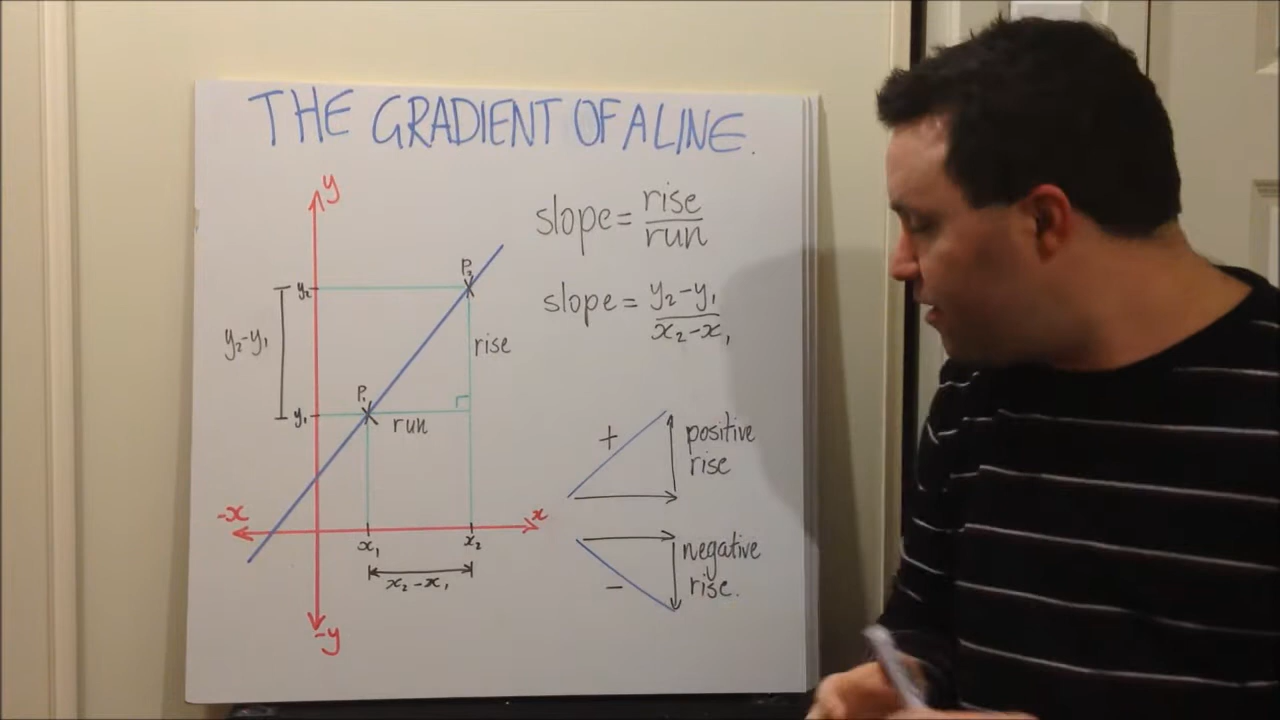 THE GRADIENT OF A LINE.
y
P₂
y₂
y₂-y₁
rise
P₁
y₁
run
-x
x
x₁
x₂
x₂-x₁
-y
slope = rise
run
slope = y₂-y₁
x₂-x₁
+
positive
rise
negative
rise.
-